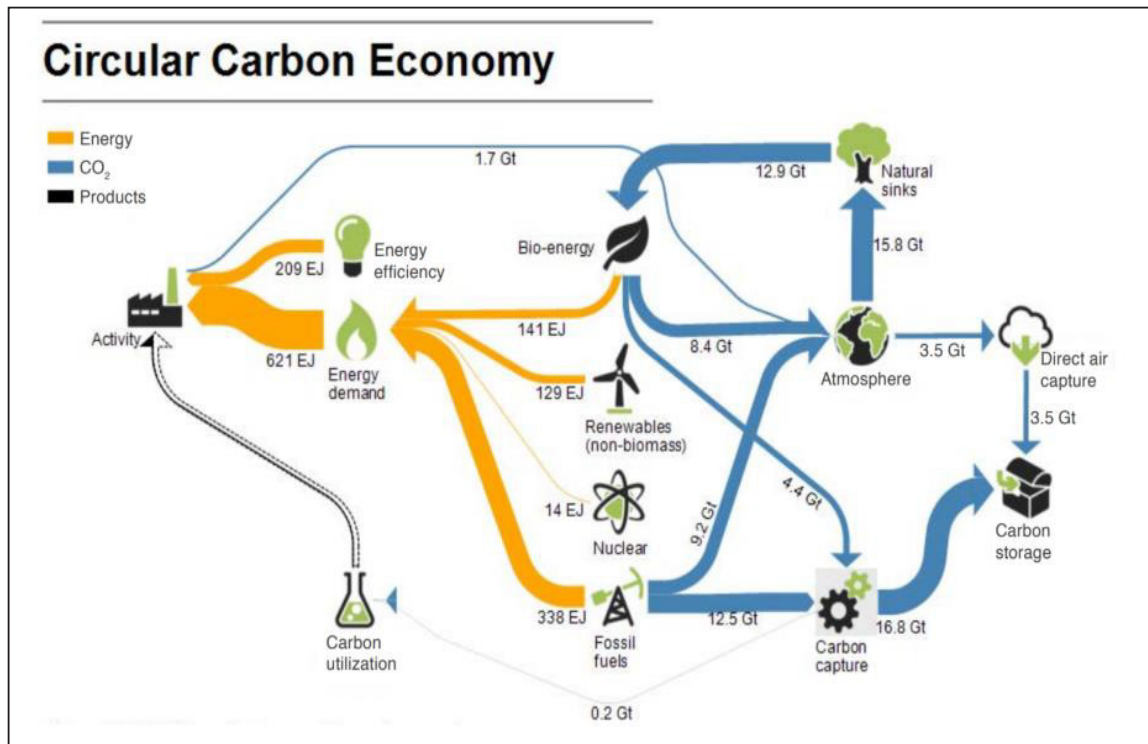 Circular Carbon Economy
Energy
CO₂
Products
1.7 Gt
12.9 Gt
Natural
sinks
15.8 Gt
Bio-energy
Energy
efficiency
209 EJ
Activity
621 EJ
Energy
demand
141 EJ
8.4 Gt
Atmosphere
3.5 Gt
Direct air
capture
3.5 Gt
129 EJ
Renewables
(non-biomass)
4.4 Gt
9.2 Gt
14 EJ
Nuclear
Carbon
storage
338 EJ
Fossil
fuels
12.5 Gt
Carbon
capture
16.8 Gt
Carbon
utilization
0.2 Gt